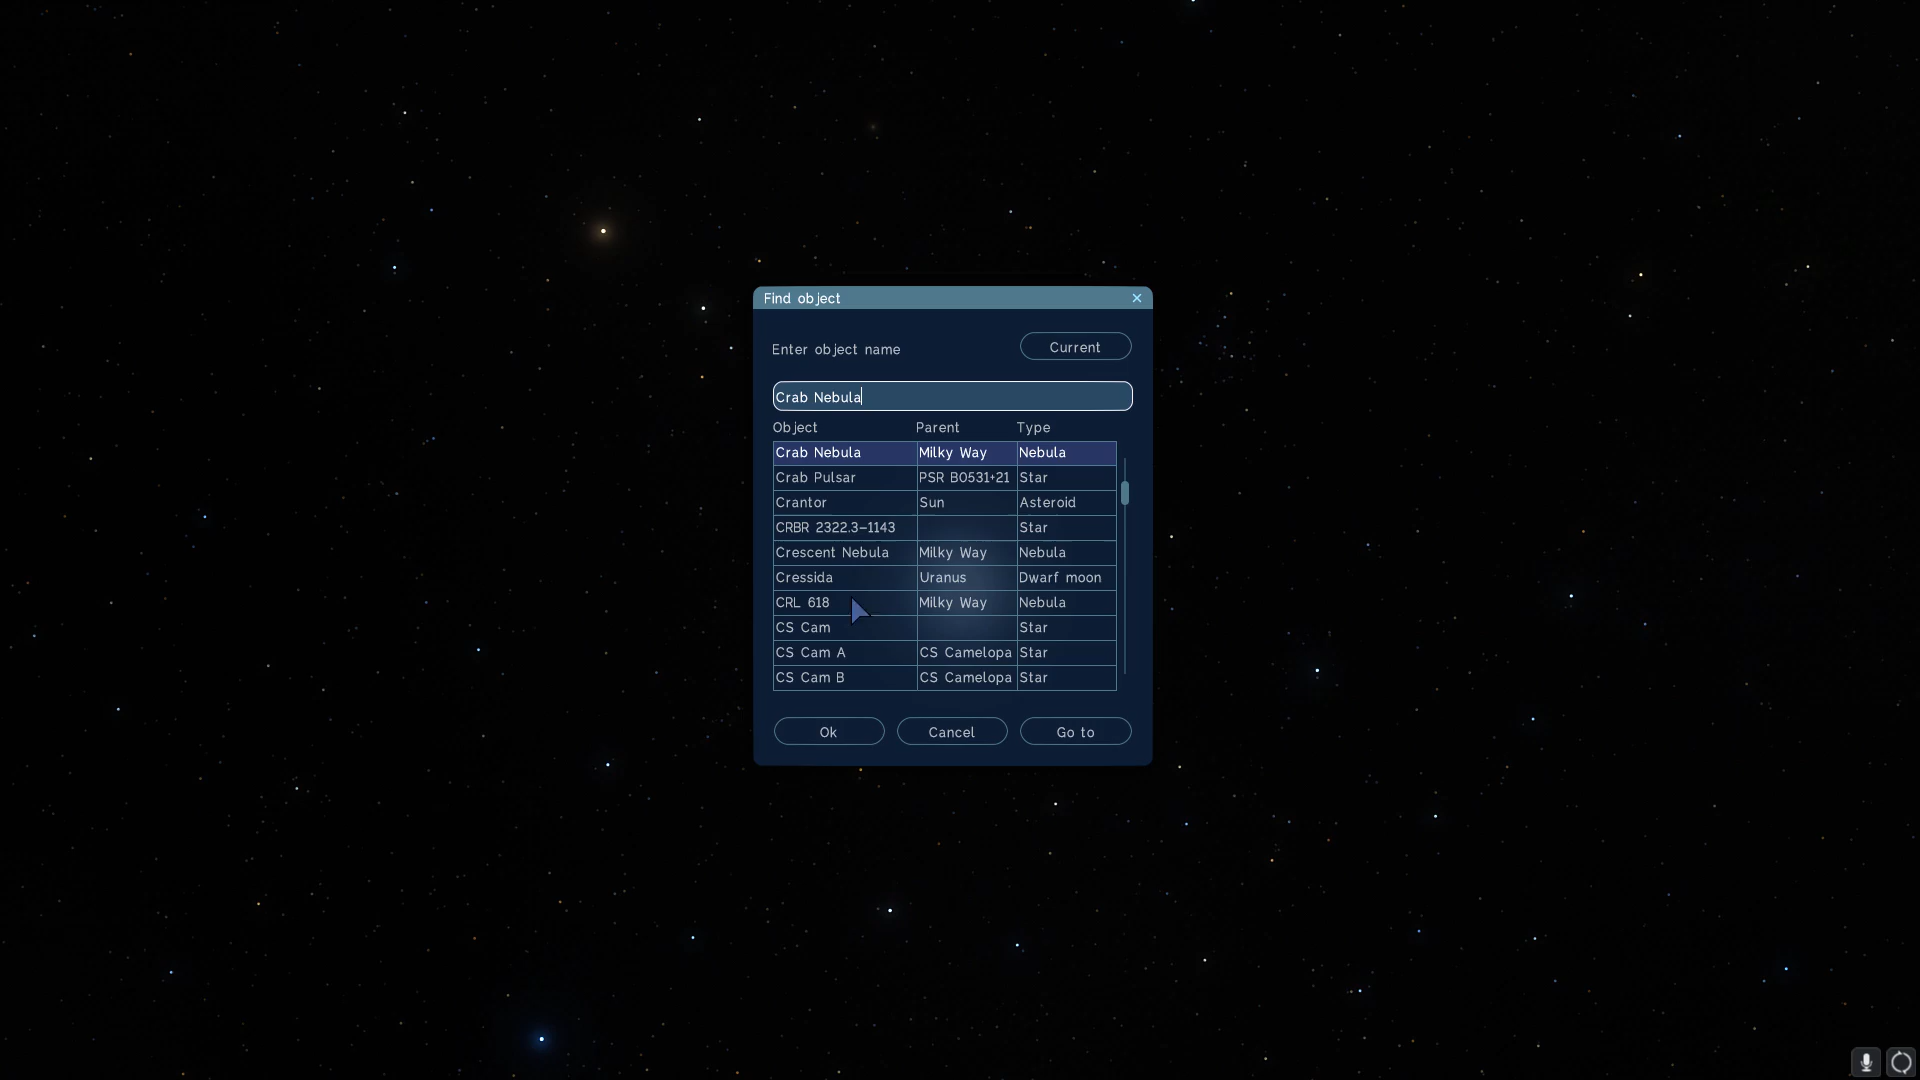 Find object
Enter object name
Current
Crab Nebula
Object Parent Type
Crab Nebula Milky Way Nebula
Crab Pulsar PSR B0531+21 Star
Crantor Sun Asteroid
CRBR 2322.3–1143 Star
Crescent Nebula Milky Way Nebula
Cressida Uranus Dwarf moon
CRL 618 Milky Way Nebula
CS Cam Star
CS Cam A CS Camelopa Star
CS Cam B CS Camelopa Star
Ok Cancel Go to